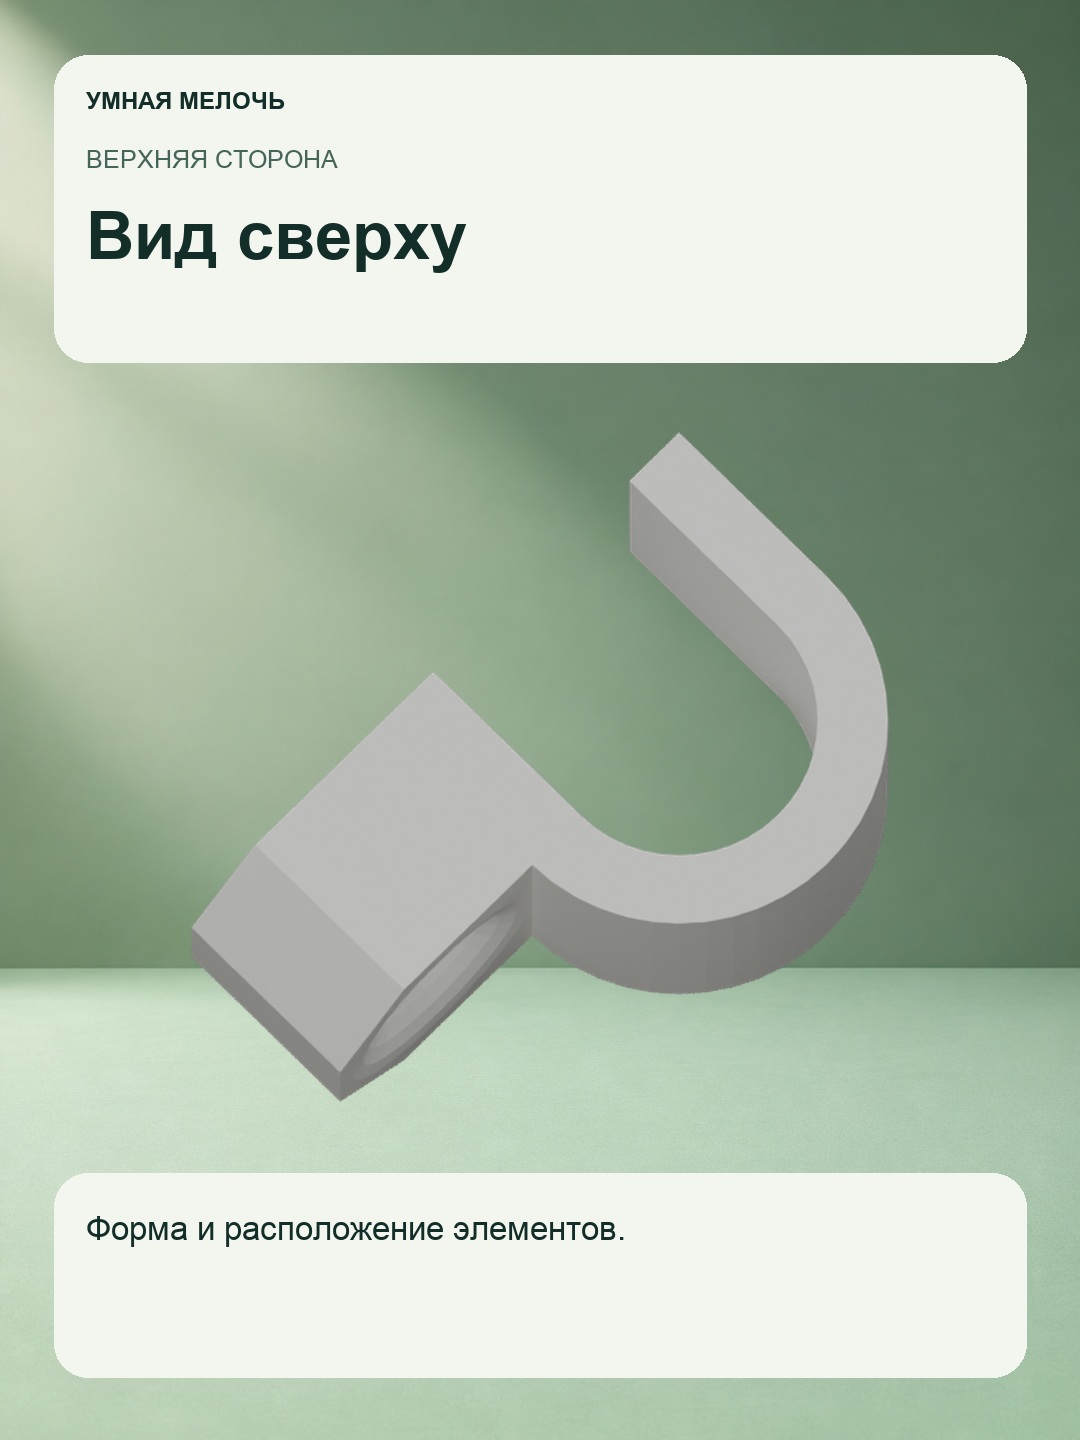 УМНАЯ МЕЛОЧЬ
ВЕРХНЯЯ СТОРОНА
Вид сверху
Форма и расположение элементов.